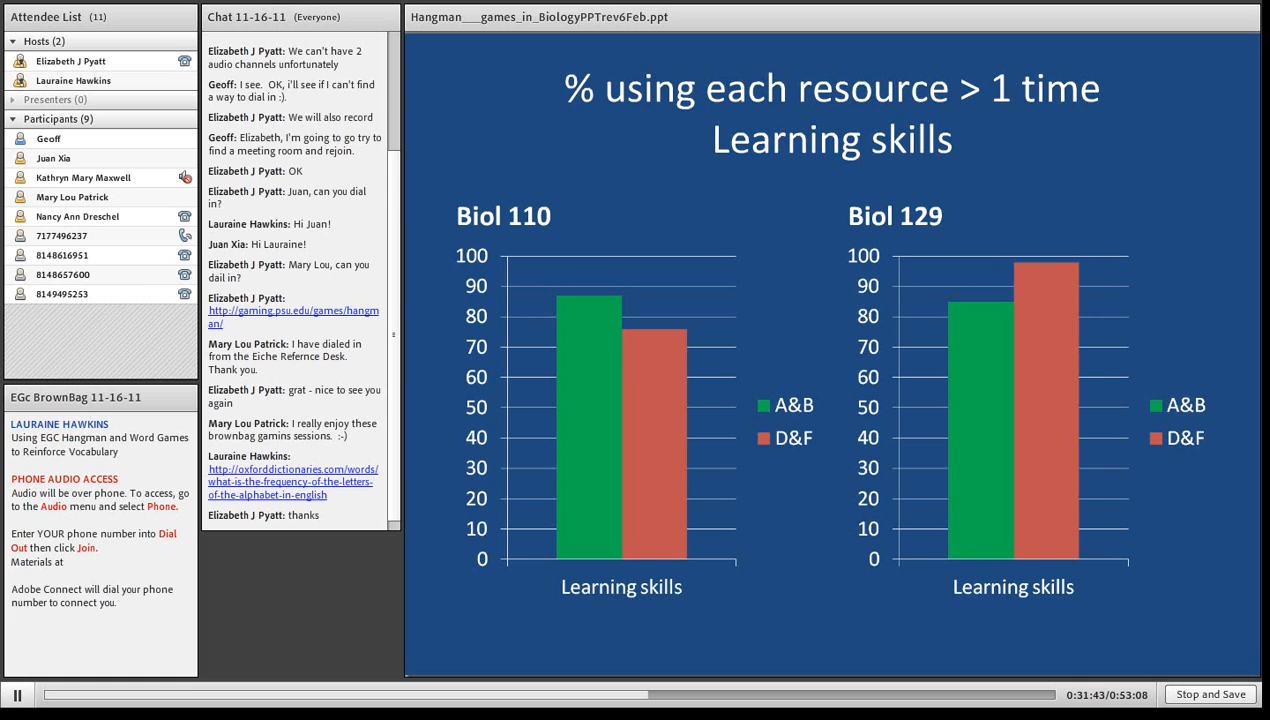 Attendee List (11)
Hosts (2)
Elizabeth J Pyatt
Lauraine Hawkins
Presenters (0)
Participants (9)
Geoff
Juan Xia
Kathryn Mary Maxwell
Mary Lou Patrick
Nancy Ann Dreschel
7177496237
8148616951
8148657600
8149495253
EGc BrownBag 11-16-11
LAURAINE HAWKINS
Using EGC Hangman and Word Games
to Reinforce Vocabulary
PHONE AUDIO ACCESS
Audio will be over phone. To access, go
to the Audio menu and select Phone.
Enter YOUR phone number into Dial
Out then click Join.
Materials at
Adobe Connect will dial your phone
number to connect you.
Chat 11-16-11 (Everyone)
Elizabeth J Pyatt: We can't have 2
audio channels unfortunately
Geoff: I see. OK, i'll see if I can't find
a way to dial in :).
Elizabeth J Pyatt: We will also record
Geoff: Elizabeth, I'm going to go try to
find a meeting room and rejoin.
Elizabeth J Pyatt: OK
Elizabeth J Pyatt: Juan, can you dial
in?
Lauraine Hawkins: Hi Juan!
Juan Xia: Hi Lauraine!
Elizabeth J Pyatt: Mary Lou, can you
dail in?
Elizabeth J Pyatt:
http://gaming.psu.edu/games/hangm
an/
Mary Lou Patrick: I have dialed in
from the Eiche Refernce Desk.
Thank you.
Elizabeth J Pyatt: grat - nice to see you
again
Mary Lou Patrick: I really enjoy these
brownbag gamins sessions. :-)
Lauraine Hawkins:
http://oxforddictionaries.com/words/
what-is-the-frequency-of-the-letters-
of-the-alphabet-in-english
Elizabeth J Pyatt: thanks
Hangman___games_in_BiologyPPTrev6Feb.ppt
% using each resource > 1 time
Learning skills
Biol 110
100
90
80
70
60
50
40
30
20
10
0
Learning skills
A&B
D&F
Biol 129
100
90
80
70
60
50
40
30
20
10
0
Learning skills
A&B
D&F
0:31:43/0:53:08
Stop and Save